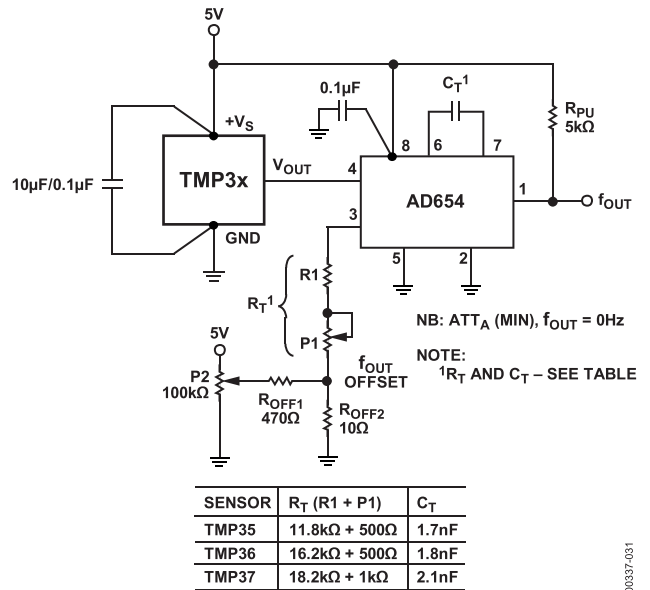 5V
0.1µF
CT1
+VS
RPU
5kΩ
8
6
7
10µF/0.1µF
TMP3x
VOUT
4
AD654
1
fOUT
3
GND
5
2
R1
RT1
NB: ATTA (MIN), fOUT = 0Hz
P1
5V
fOUT
OFFSET
NOTE:
1RT AND CT – SEE TABLE
P2
100kΩ
ROFF1
470Ω
ROFF2
10Ω
SENSOR RT (R1 + P1) CT
TMP35 11.8kΩ + 500Ω 1.7nF
TMP36 16.2kΩ + 500Ω 1.8nF
TMP37 18.2kΩ + 1kΩ 2.1nF
00337-031